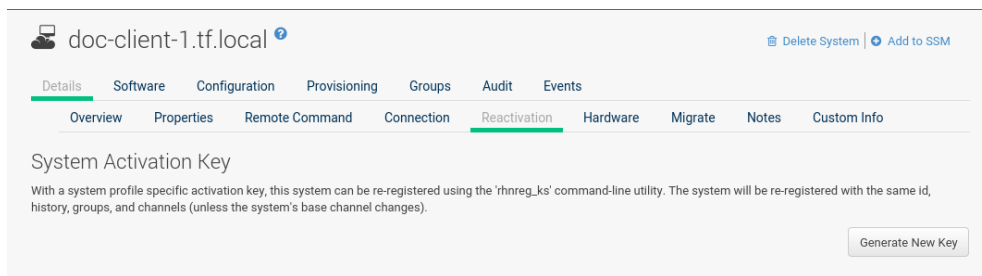 doc-client-1.tf.local ?
Delete System | Add to SSM
Details Software Configuration Provisioning Groups Audit Events
Overview Properties Remote Command Connection Reactivation Hardware Migrate Notes Custom Info
System Activation Key
With a system profile specific activation key, this system can be re-registered using the 'rhnreg_ks' command-line utility. The system will be re-registered with the same id,
history, groups, and channels (unless the system's base channel changes).
Generate New Key